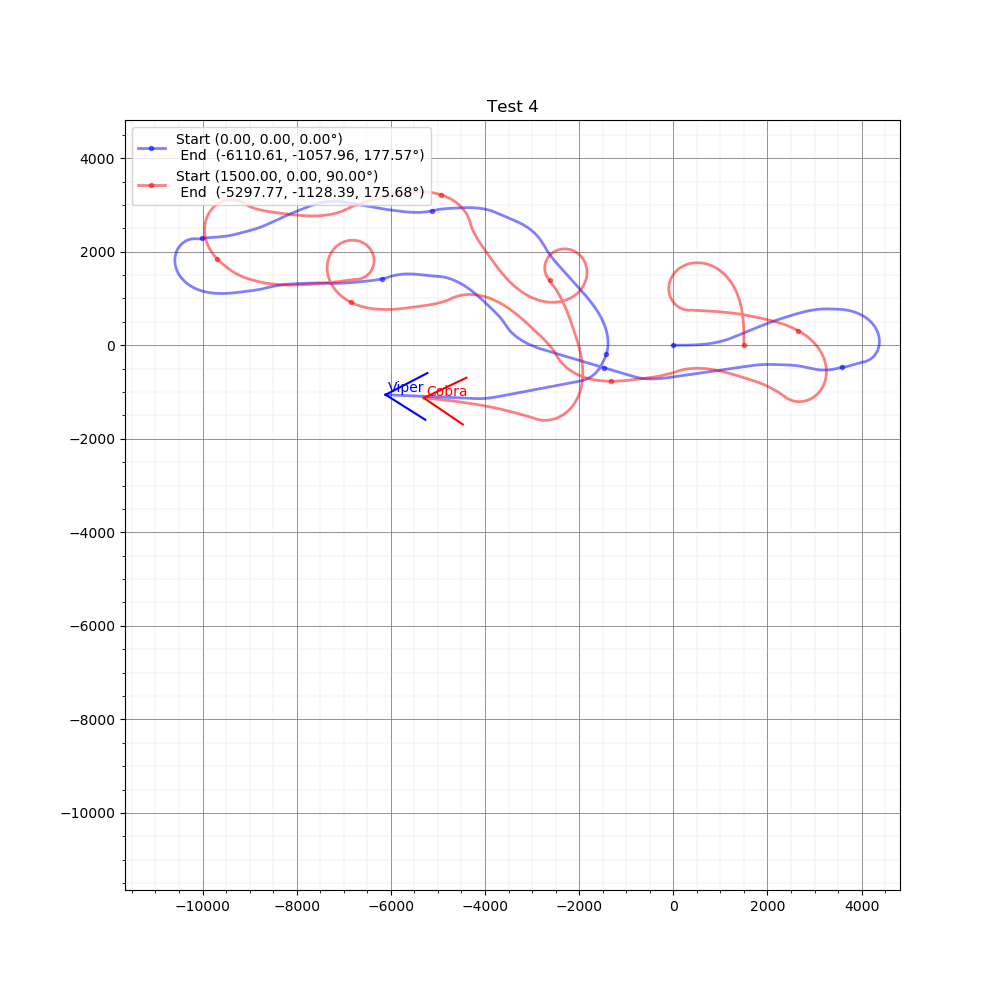 Test 4
Start (0.00, 0.00, 0.00°)
End (-6110.61, -1057.96, 177.57°)
Start (1500.00, 0.00, 90.00°)
End (-5297.77, -1128.39, 175.68°)
4000
2000
0
−2000
−4000
−6000
−8000
−10000
Viper
Cobra
−10000 −8000 −6000 −4000 −2000 0 2000 4000